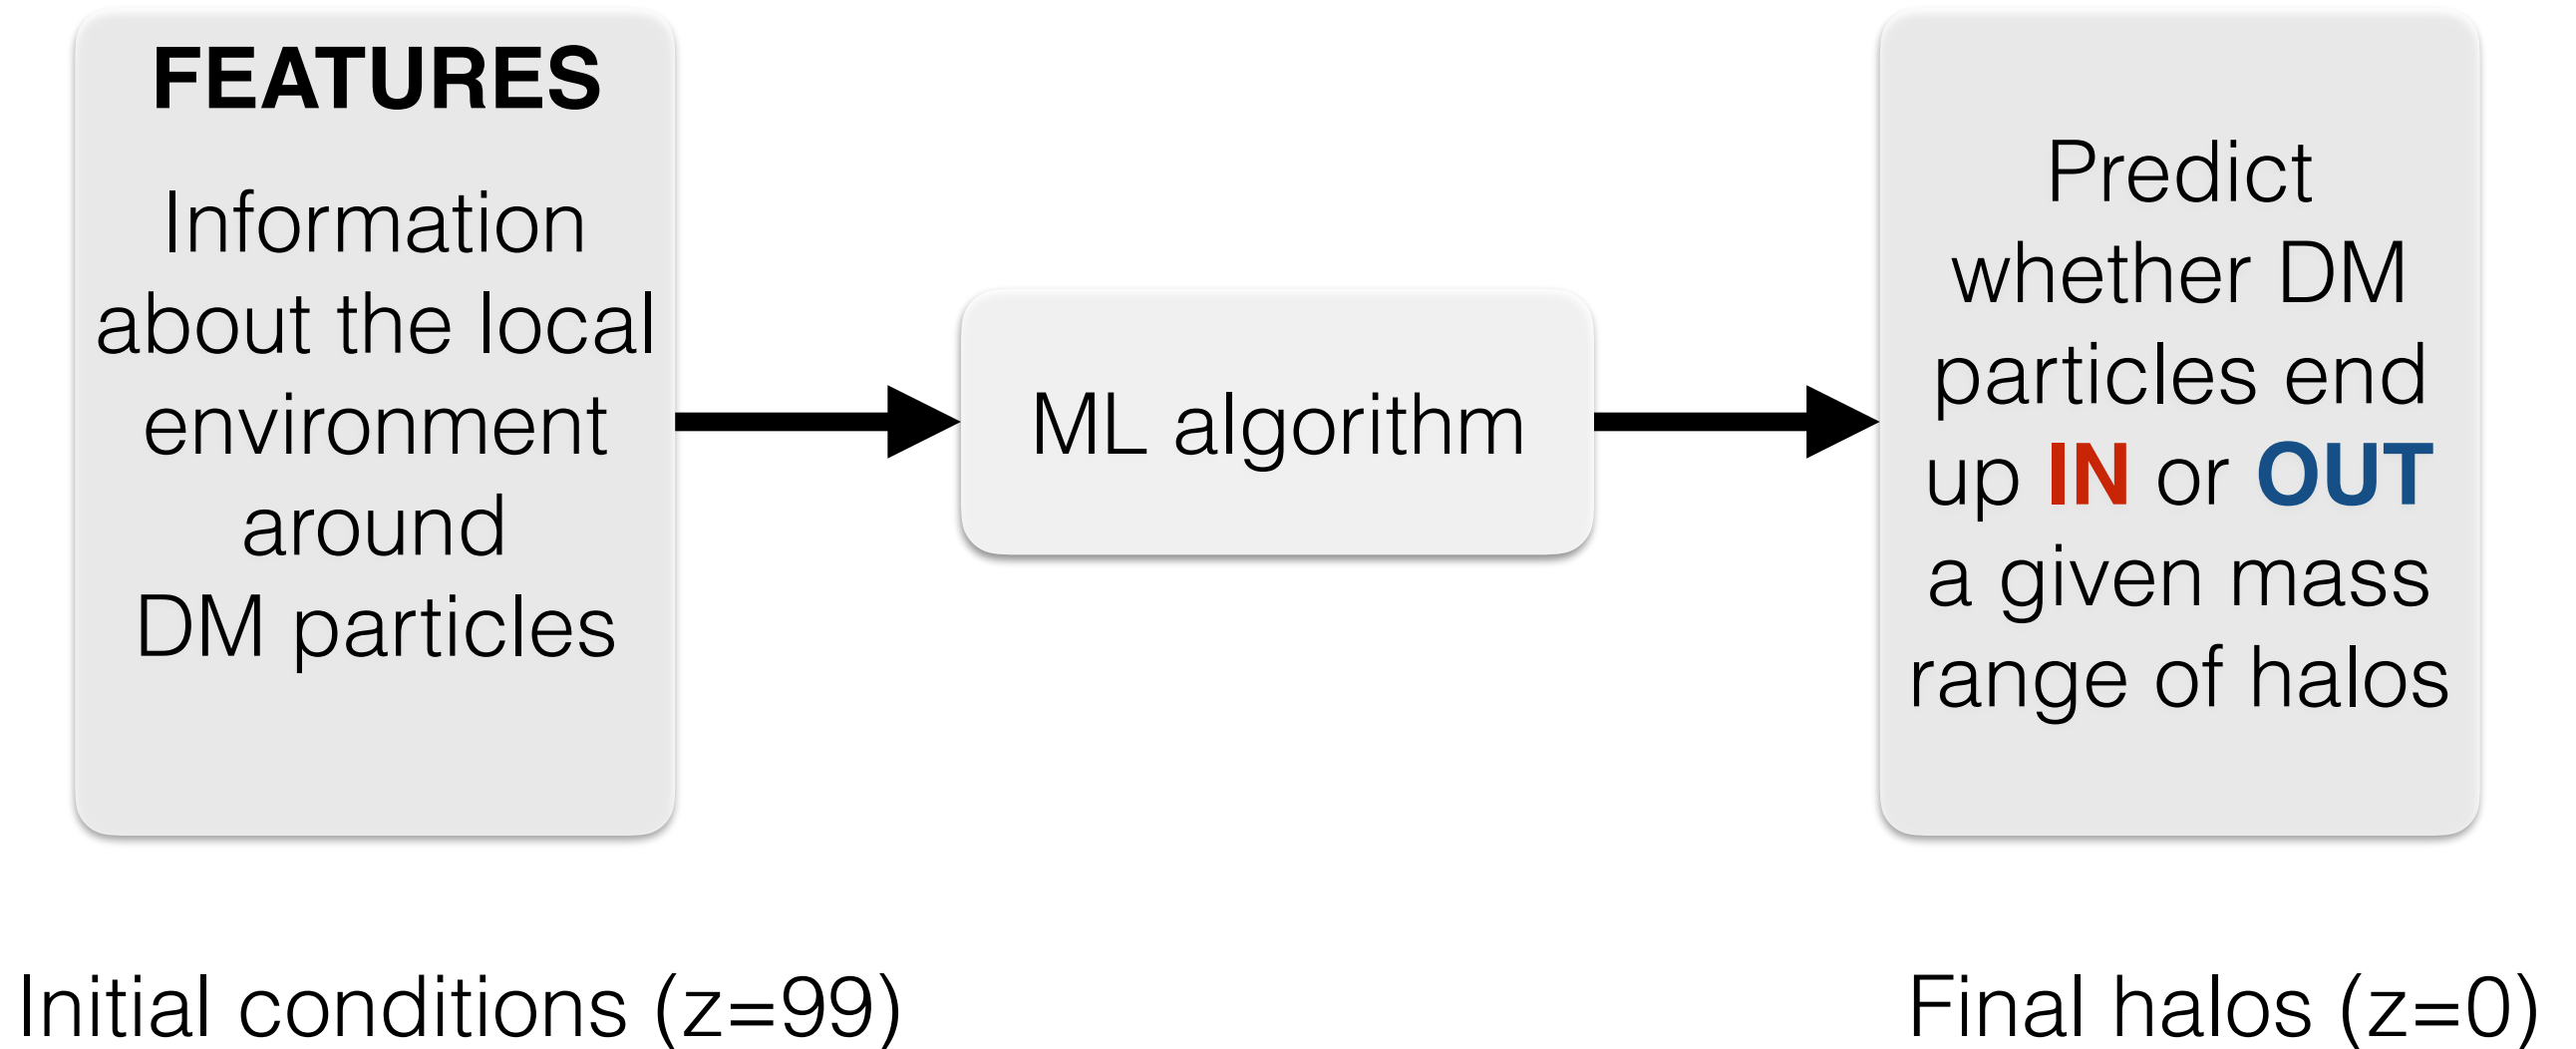 FEATURES
Information
about the local
environment
around
DM particles
ML algorithm
Predict
whether DM
particles end
up IN or OUT
a given mass
range of halos
Initial conditions (z=99)
Final halos (z=0)